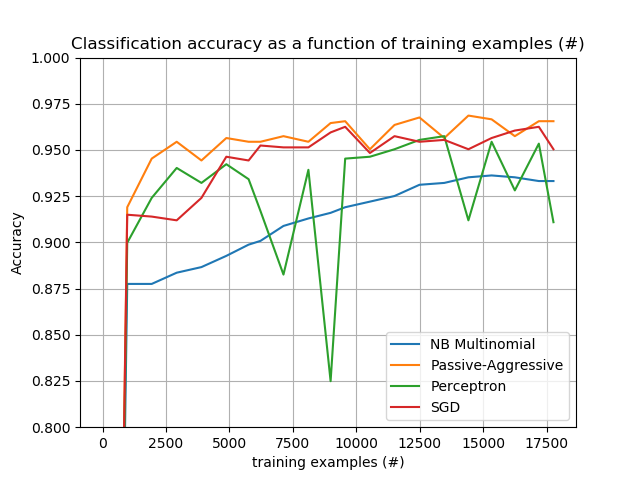 Classification accuracy as a function of training examples (#)
1.000
0.975
0.950
0.925
0.900
0.875
0.850
0.825
0.800
Accuracy
NB Multinomial
Passive-Aggressive
Perceptron
SGD
0 2500 5000 7500 10000 12500 15000 17500
training examples (#)